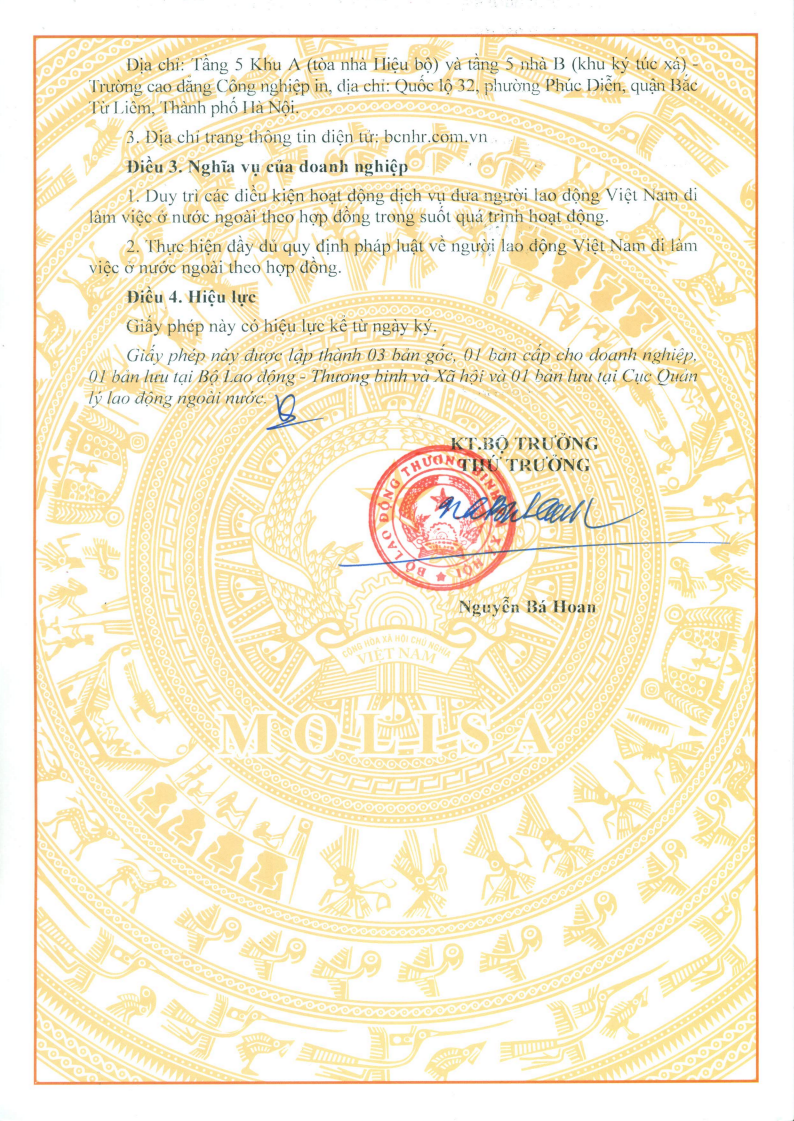 Địa chỉ: Tầng 5 Khu A (tòa nhà Hiệu bộ) và tầng 5 nhà B (khu ký túc xá) -
Trường cao đẳng Công nghiệp in, địa chỉ: Quốc lộ 32, phường Phúc Diễn, quận Bắc
Từ Liêm, Thành phố Hà Nội.
3. Địa chỉ trang thông tin điện tử: bcnhr.com.vn
Điều 3. Nghĩa vụ của doanh nghiệp
1. Duy trì các điều kiện hoạt động dịch vụ đưa người lao động Việt Nam đi
làm việc ở nước ngoài theo hợp đồng trong suốt quá trình hoạt động.
2. Thực hiện đầy đủ quy định pháp luật về người lao động Việt Nam đi làm
việc ở nước ngoài theo hợp đồng.
Điều 4. Hiệu lực
Giấy phép này có hiệu lực kể từ ngày ký.
Giấy phép này được lập thành 03 bản gốc, 01 bản cấp cho doanh nghiệp,
01 bản lưu tại Bộ Lao động - Thương binh và Xã hội và 01 bản lưu tại Cục Quản
lý lao động ngoài nước.
KT.BỘ TRƯỞNG
THỨ TRƯỞNG
BỘ LAO ĐỘNG THƯƠNG BINH XÃ HỘI
Nguyễn Bá Hoan
CỘNG HÒA XÃ HỘI CHỦ NGHĨA
VIỆT NAM
MOLISA